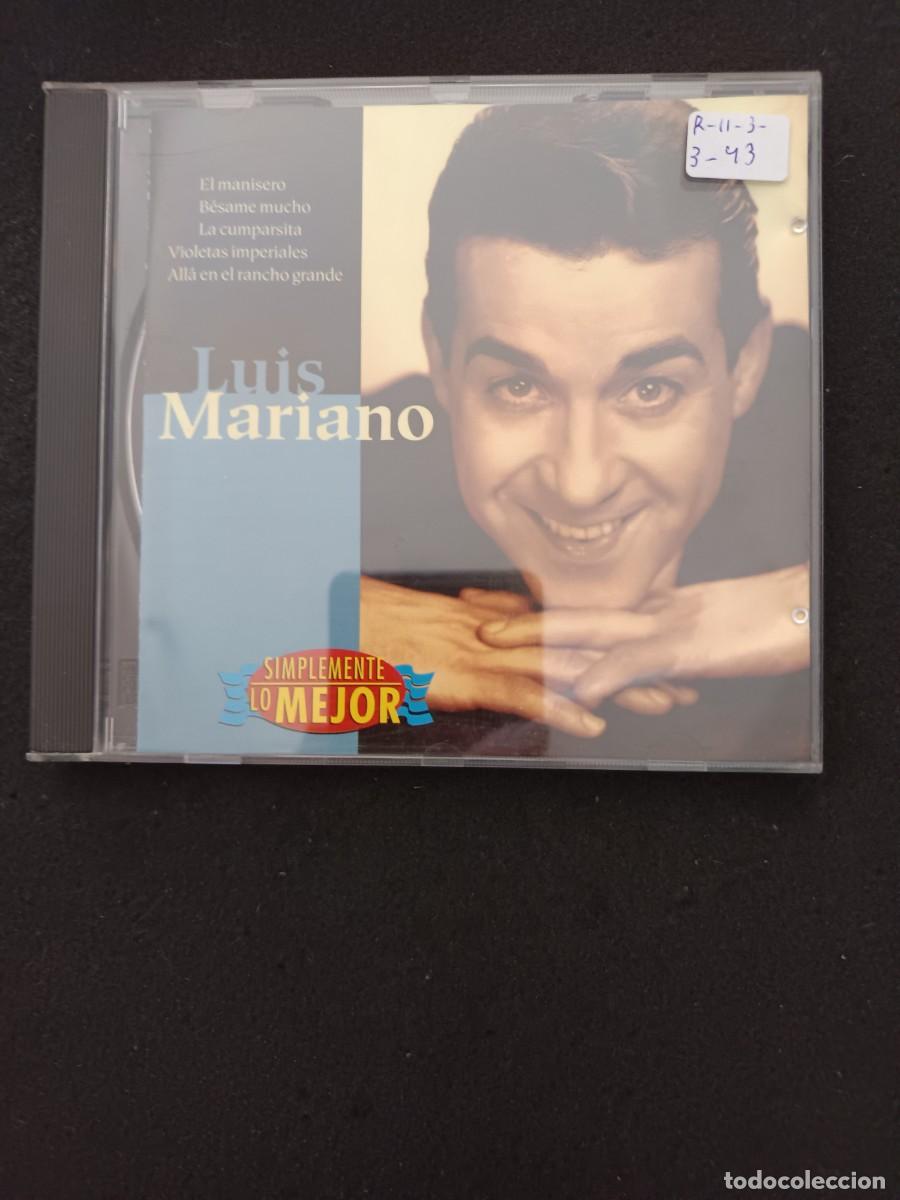 R-11-3-
3-43
El manisero
Bésame mucho
La cumparsita
Violetas imperiales
Allá en el rancho grande
Luis
Mariano
SIMPLEMENTE
LO MEJOR
todocoleccion